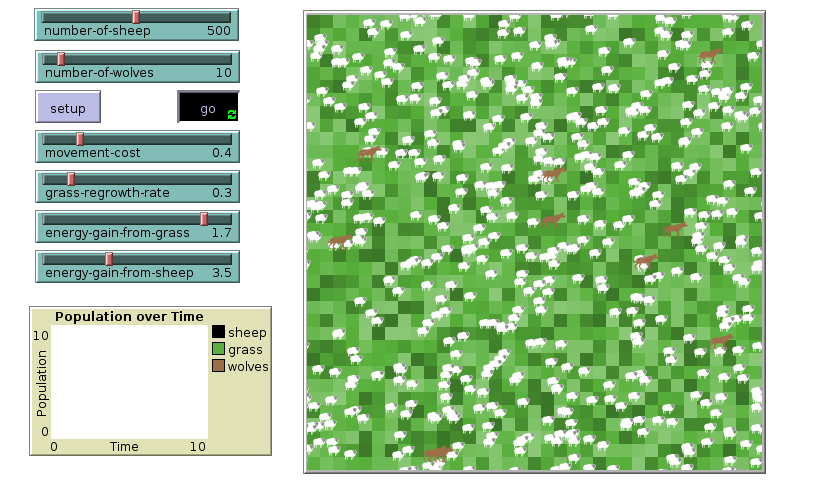 number-of-sheep 500
number-of-wolves 10
setup go
movement-cost 0.4
grass-regrowth-rate 0.3
energy-gain-from-grass 1.7
energy-gain-from-sheep 3.5
Population over Time
10
Population
0
0 Time 10
sheep
grass
wolves